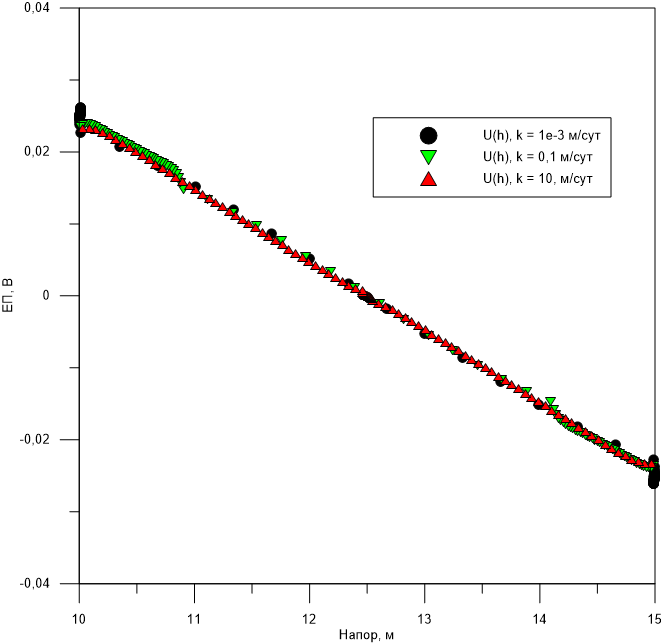 0,04
0,02
0
-0,02
-0,04
ЕП, В
U(h), k = 1e-3 м/сут
U(h), k = 0,1 м/сут
U(h), k = 10, м/сут
10 11 12 13 14 15
Напор, м